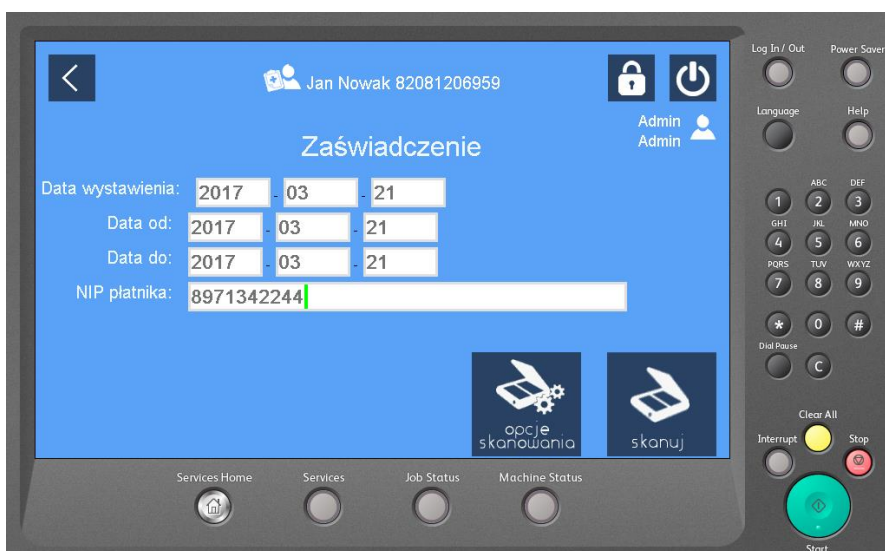 Jan Nowak 82081206959
Admin
Admin
Zaświadczenie
Data wystawienia: 2017 - 03 - 21
Data od: 2017 - 03 - 21
Data do: 2017 - 03 - 21
NIP płatnika: 8971342244
opcje
skanowania
skanuj
Services Home Services Job Status Machine Status
Log In / Out Power Saver
Language Help
ABC DEF
1 2 3
GHI JKL MNO
4 5 6
PQRS TUV WXYZ
7 8 9
* 0 #
Dial Pause
C
Clear All
Interrupt Stop
Start